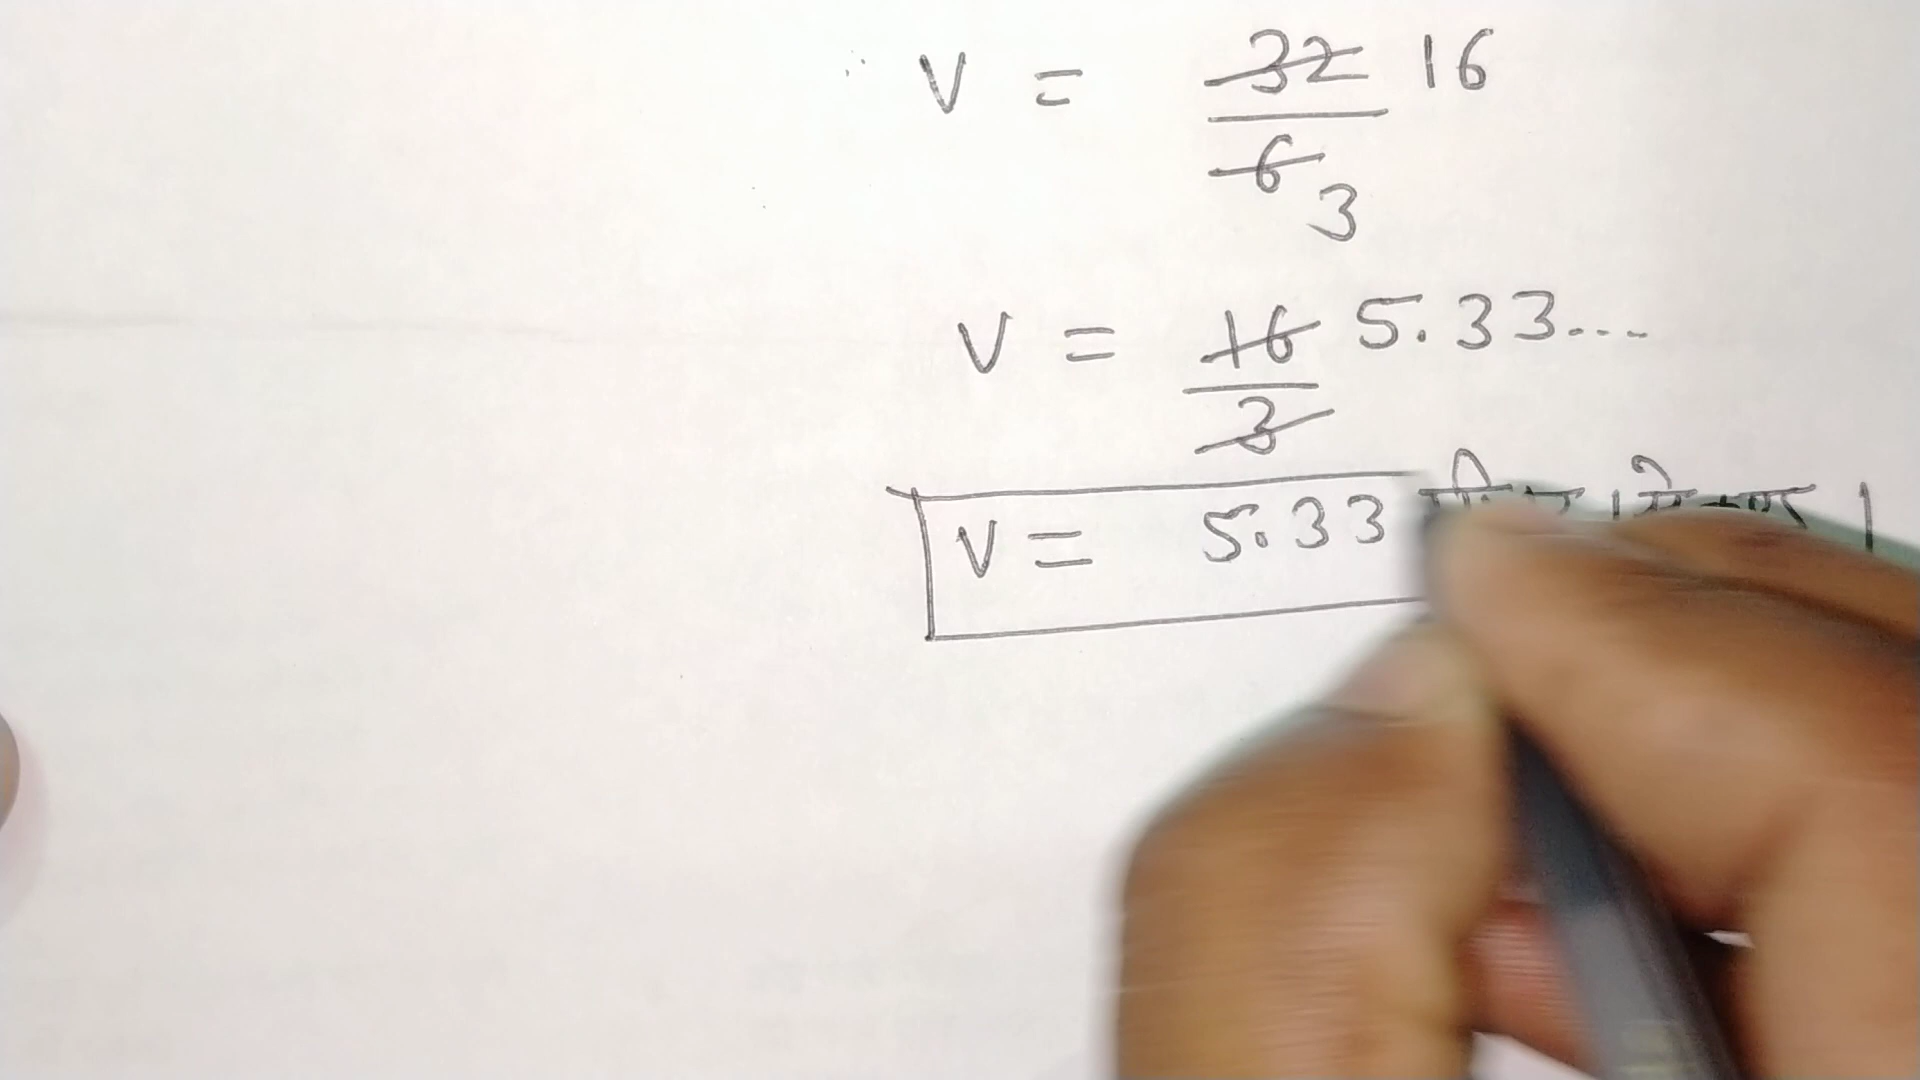 ∴ V = 32 16
6 3
V = 16 5.33...
3
V = 5.33